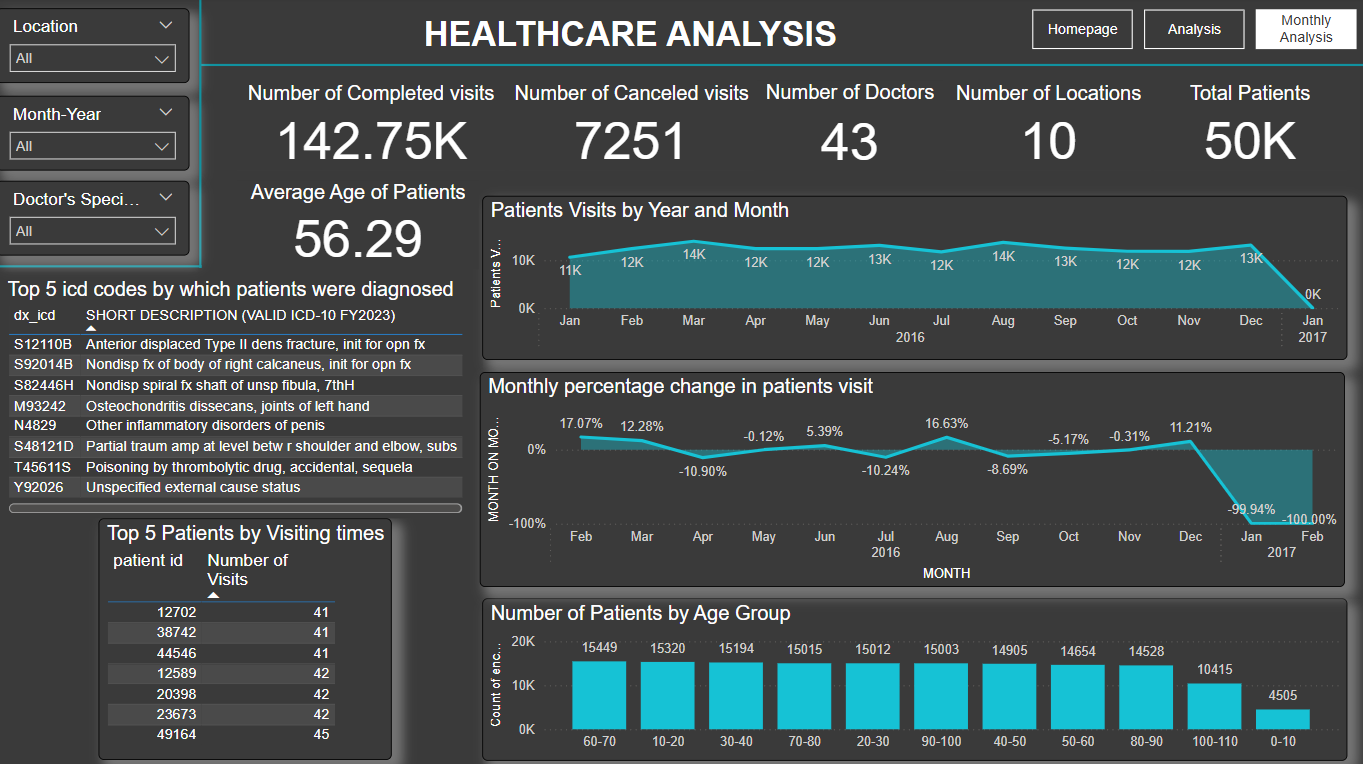 Location
All
Month-Year
All
Doctor's Speci...
All
HEALTHCARE ANALYSIS
Homepage
Analysis
Monthly
Analysis
Number of Completed visits
142.75K
Number of Canceled visits
7251
Number of Doctors
43
Number of Locations
10
Total Patients
50K
Average Age of Patients
56.29
Top 5 icd codes by which patients were diagnosed
dx_icd SHORT DESCRIPTION (VALID ICD-10 FY2023)
S12110B Anterior displaced Type II dens fracture, init for opn fx
S92014B Nondisp fx of body of right calcaneus, init for opn fx
S82446H Nondisp spiral fx shaft of unsp fibula, 7thH
M93242 Osteochondritis dissecans, joints of left hand
N4829 Other inflammatory disorders of penis
S48121D Partial traum amp at level betw r shoulder and elbow, subs
T45611S Poisoning by thrombolytic drug, accidental, sequela
Y92026 Unspecified external cause status
Top 5 Patients by Visiting times
patient id Number of
Visits
12702 41
38742 41
44546 41
12589 42
20398 42
23673 42
49164 45
Patients Visits by Year and Month
Patients V...
10K
0K
11K 12K 14K 12K 12K 13K 12K 14K 13K 12K 12K 13K 0K
Jan Feb Mar Apr May Jun Jul Aug Sep Oct Nov Dec Jan
2016 2017
Monthly percentage change in patients visit
MONTH ON MO...
0%
-100%
17.07% 12.28% -10.90% -0.12% 5.39% -10.24% 16.63% -8.69% -5.17% -0.31% 11.21% -99.94% -100.00%
Feb Mar Apr May Jun Jul Aug Sep Oct Nov Dec Jan Feb
2016 2017
MONTH
Number of Patients by Age Group
Count of enc...
20K
10K
0K
15449 15320 15194 15015 15012 15003 14905 14654 14528 10415 4505
60-70 10-20 30-40 70-80 20-30 90-100 40-50 50-60 80-90 100-110 0-10